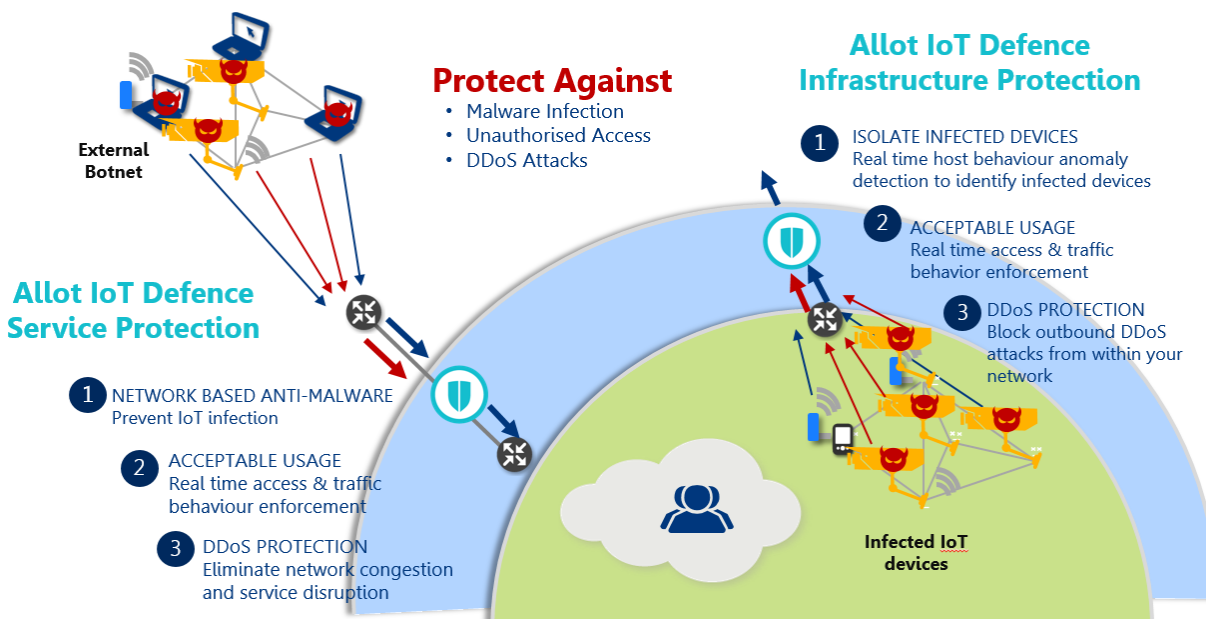 External
Botnet
Protect Against
• Malware Infection
• Unauthorised Access
• DDoS Attacks
Allot IoT Defence
Infrastructure Protection
1
ISOLATE INFECTED DEVICES
Real time host behaviour anomaly
detection to identify infected devices
2
ACCEPTABLE USAGE
Real time access & traffic
behavior enforcement
3
DDoS PROTECTION
Block outbound DDoS
attacks from within your
network
Allot IoT Defence
Service Protection
1
NETWORK BASED ANTI-MALWARE
Prevent IoT infection
2
ACCEPTABLE USAGE
Real time access & traffic
behaviour enforcement
3
DDoS PROTECTION
Eliminate network congestion
and service disruption
Infected IoT
devices